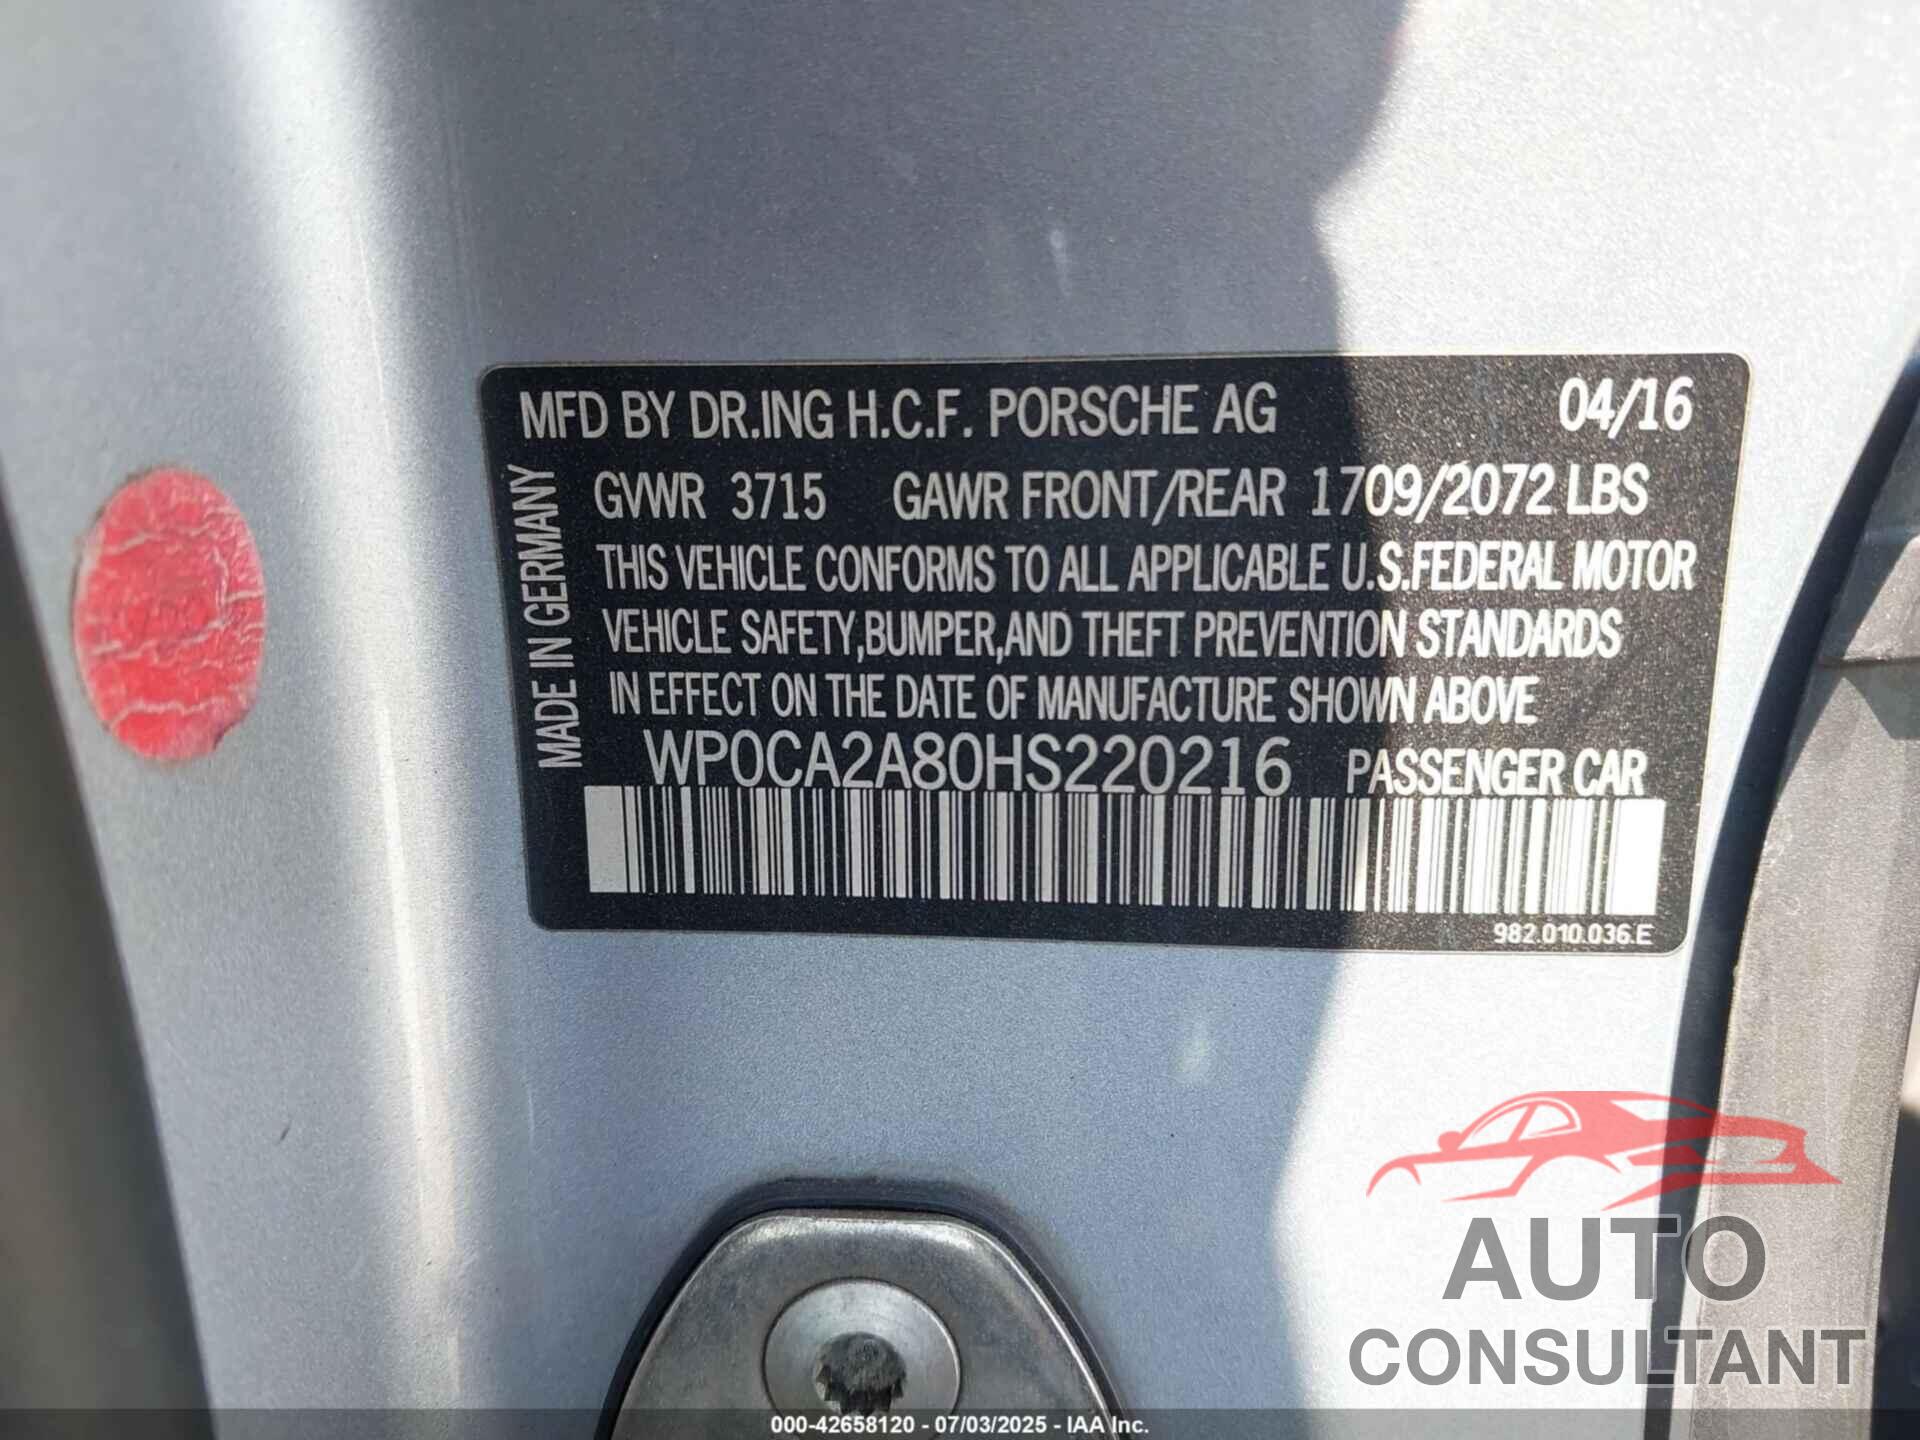 MFD BY DR.ING H.C.F. PORSCHE AG 04/16
MADE IN GERMANY
GVWR 3715 GAWR FRONT/REAR 1709/2072 LBS
THIS VEHICLE CONFORMS TO ALL APPLICABLE U.S.FEDERAL MOTOR
VEHICLE SAFETY,BUMPER,AND THEFT PREVENTION STANDARDS
IN EFFECT ON THE DATE OF MANUFACTURE SHOWN ABOVE
WP0CA2A80HS220216 PASSENGER CAR
982.010.036.E
AUTO
CONSULTANT
000-42658120 - 07/03/2025 - IAA Inc.